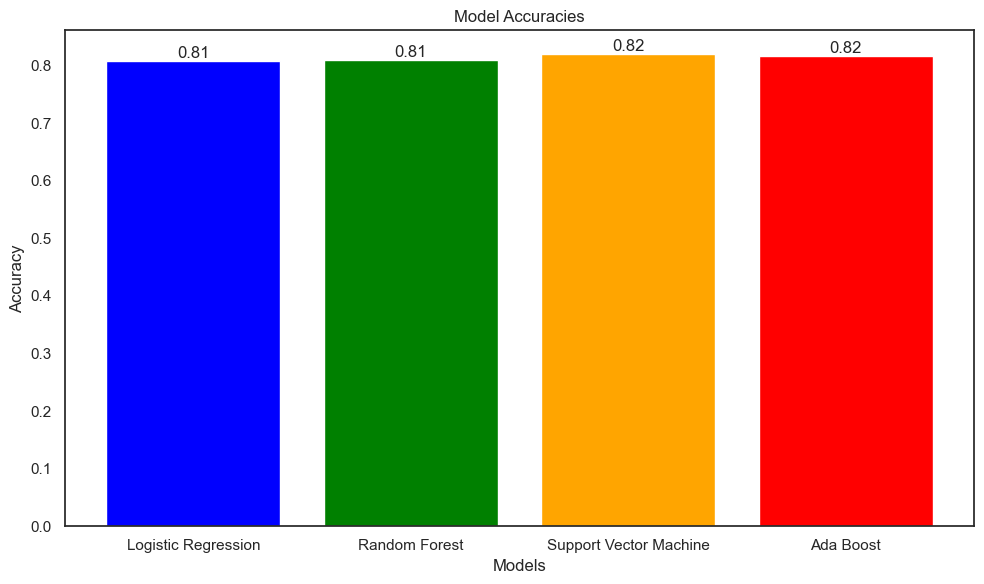 Model Accuracies
0.81
0.81
0.82
0.82
0.8
0.7
0.6
0.5
0.4
0.3
0.2
0.1
0.0
Accuracy
Logistic Regression
Random Forest
Support Vector Machine
Ada Boost
Models